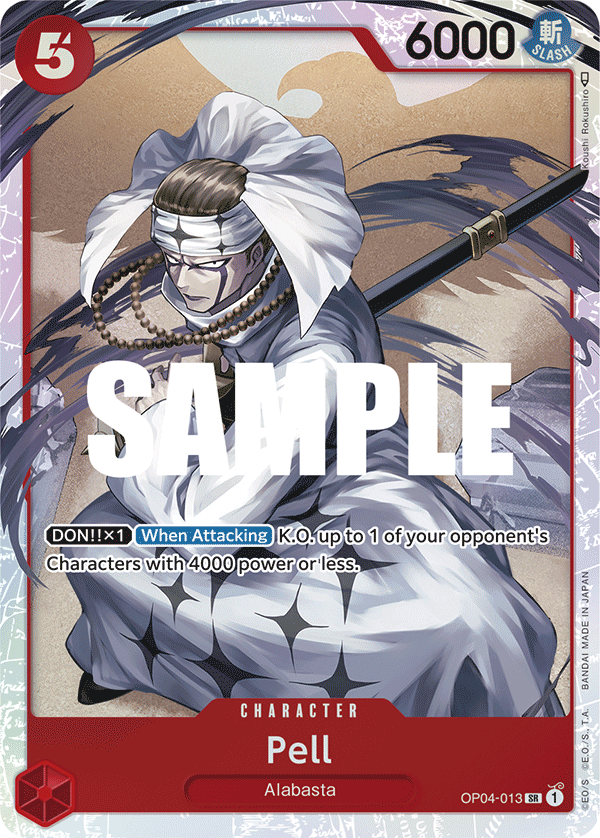 5
6000
斬
SLASH
Koushi Rokushiro
SAMPLE
DON!!×1 When Attacking K.O. up to 1 of your opponent's
Characters with 4000 power or less.
©E.O./S., T.A. BANDAI MADE IN JAPAN
©EO/S
CHARACTER
Pell
Alabasta
OP04-013 SR 1